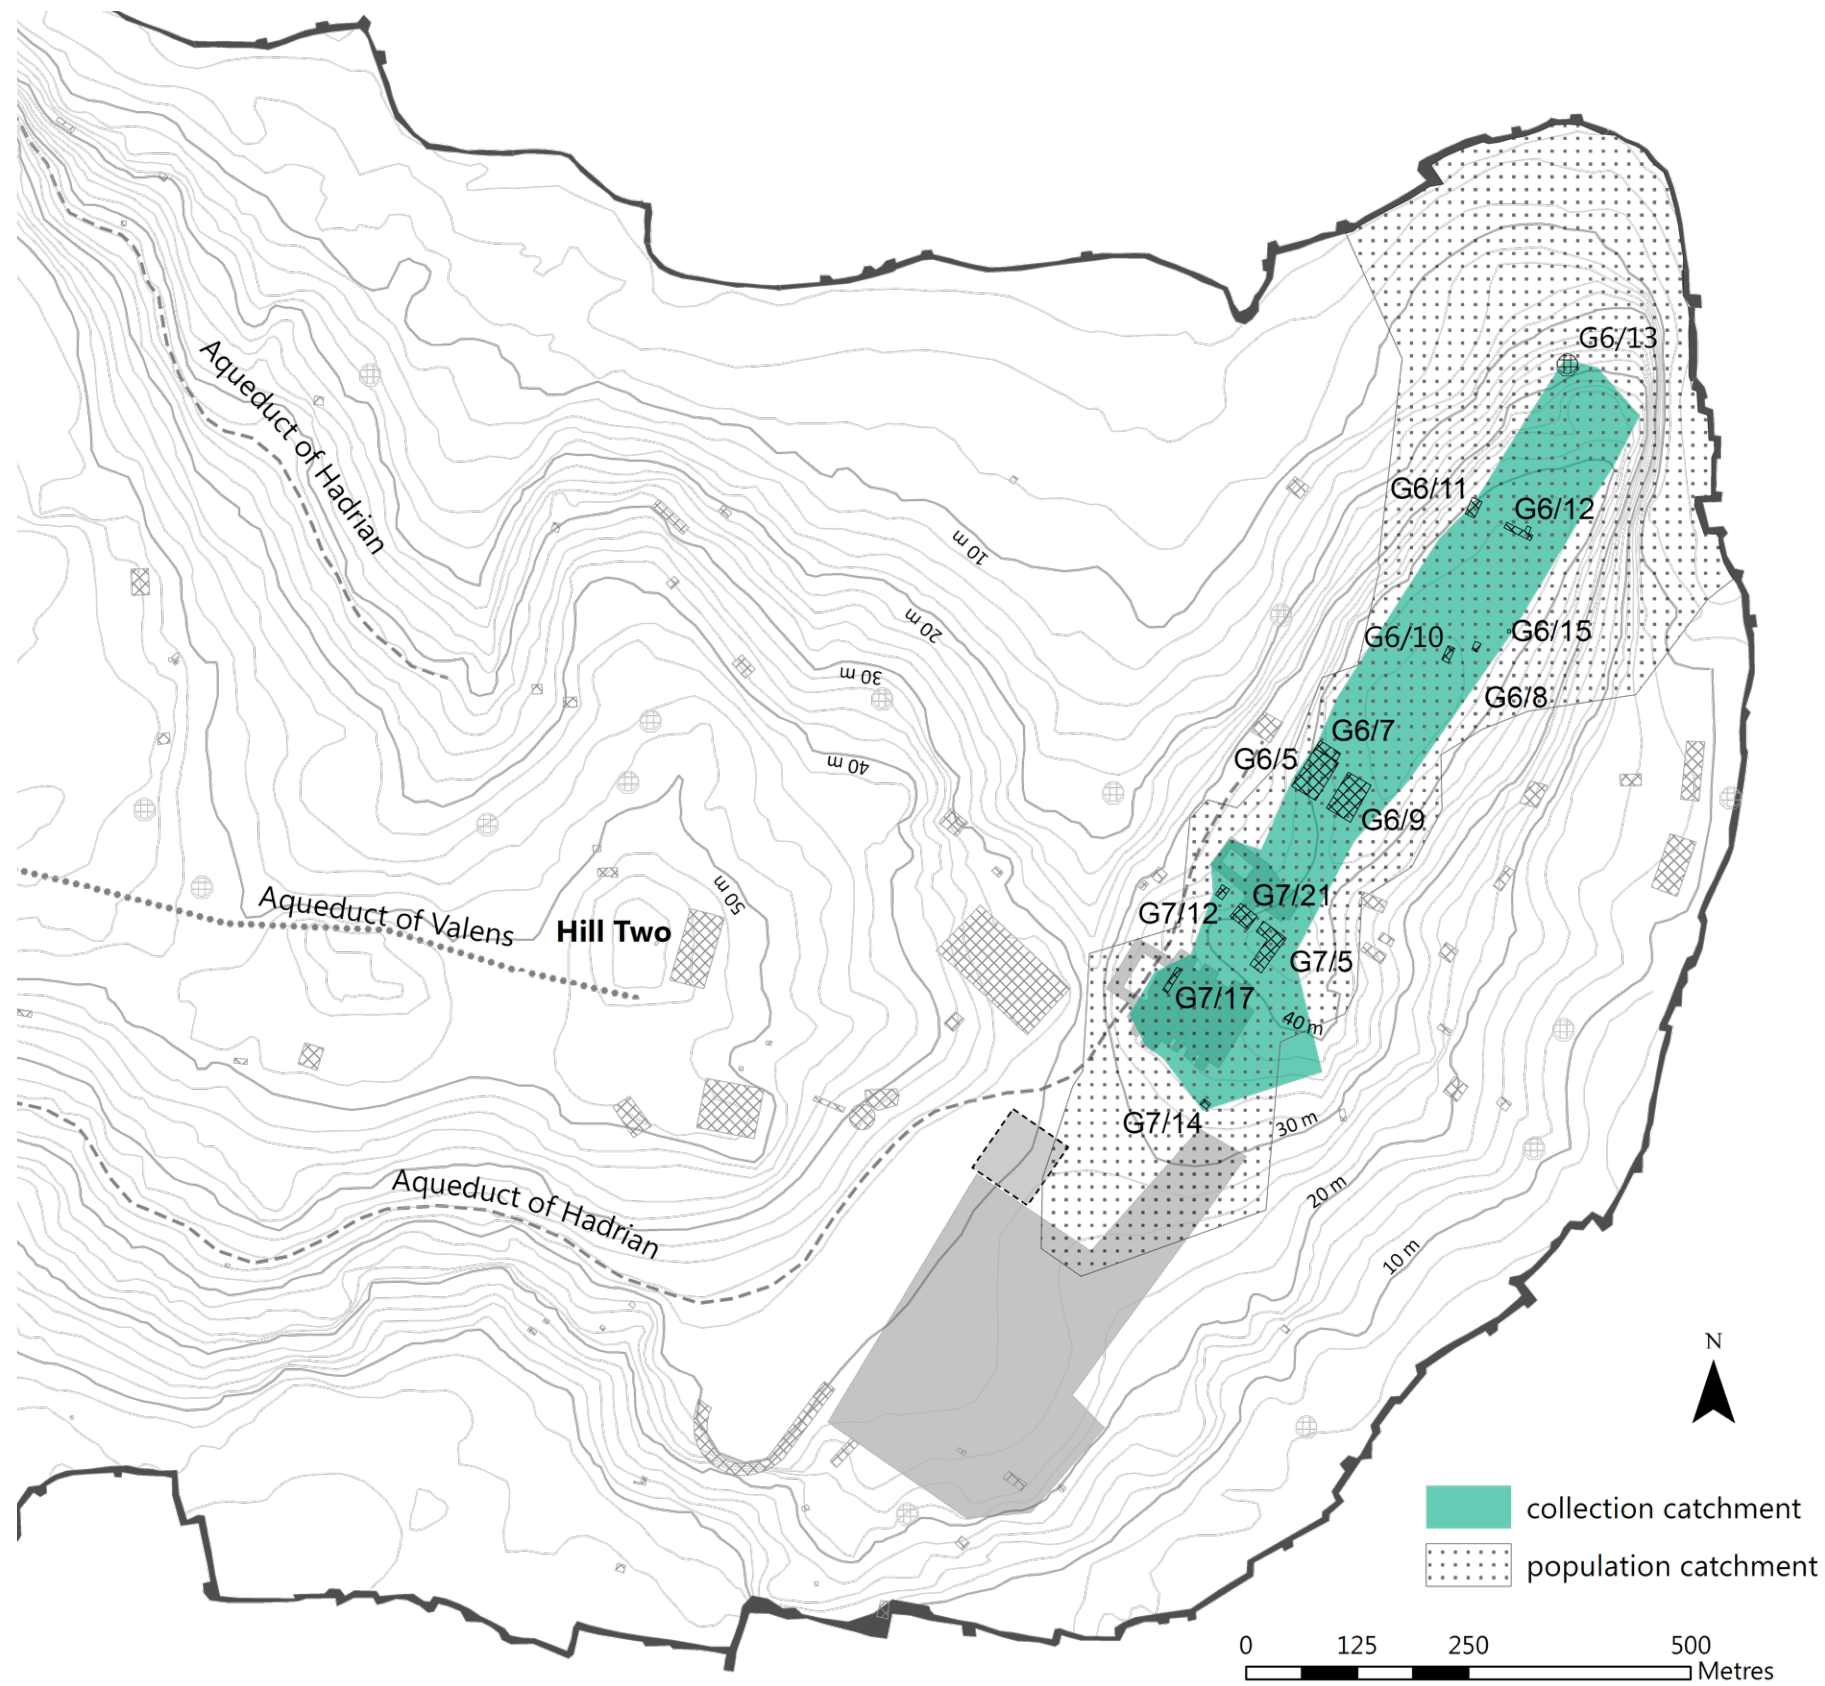 G6/13
Aqueduct of Hadrian
G6/11
G6/12
10 m
20 m
G6/10
G6/15
30 m
G6/8
G6/7
G6/5
40 m
G6/9
50 m
G7/21
Aqueduct of Valens
Hill Two
G7/12
G7/5
G7/17
40 m
G7/14
30 m
Aqueduct of Hadrian
20 m
10 m
N
collection catchment
population catchment
0 125 250 500
Metres